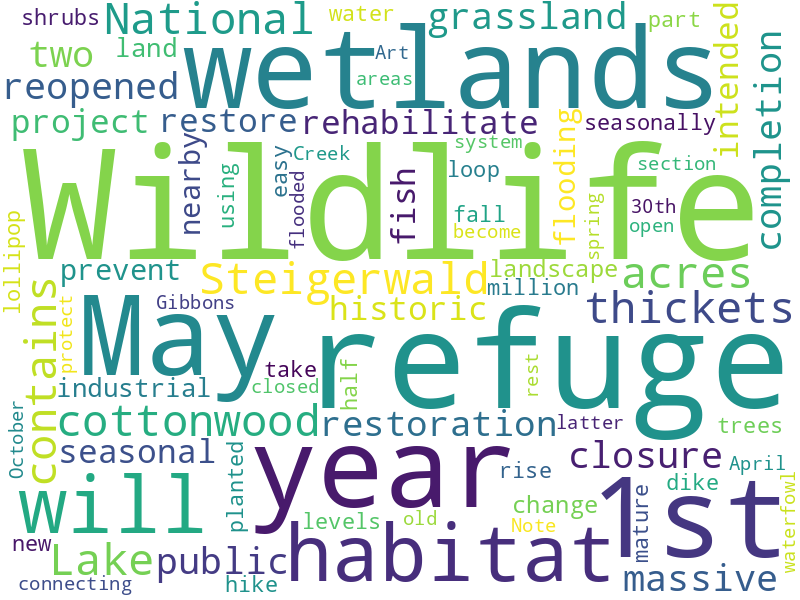 shrubs National water grassland part
two land wetlands Art areas intended
reopened
project restore rehabilitate seasonally completion
nearby using easy Creek flooded fish system loop flooding section
Wildlife
fall become spring 30th open
lollipop prevent Steigerwald landscape acres
contains protect Gibbons historic million thickets
May refuge
industrial take closed half rest
cottonwood restoration latter trees
October seasonal year rise closure April
will planted levels old change Note mature dike 1st waterfowl
new Lake public habitat massive
connecting hike